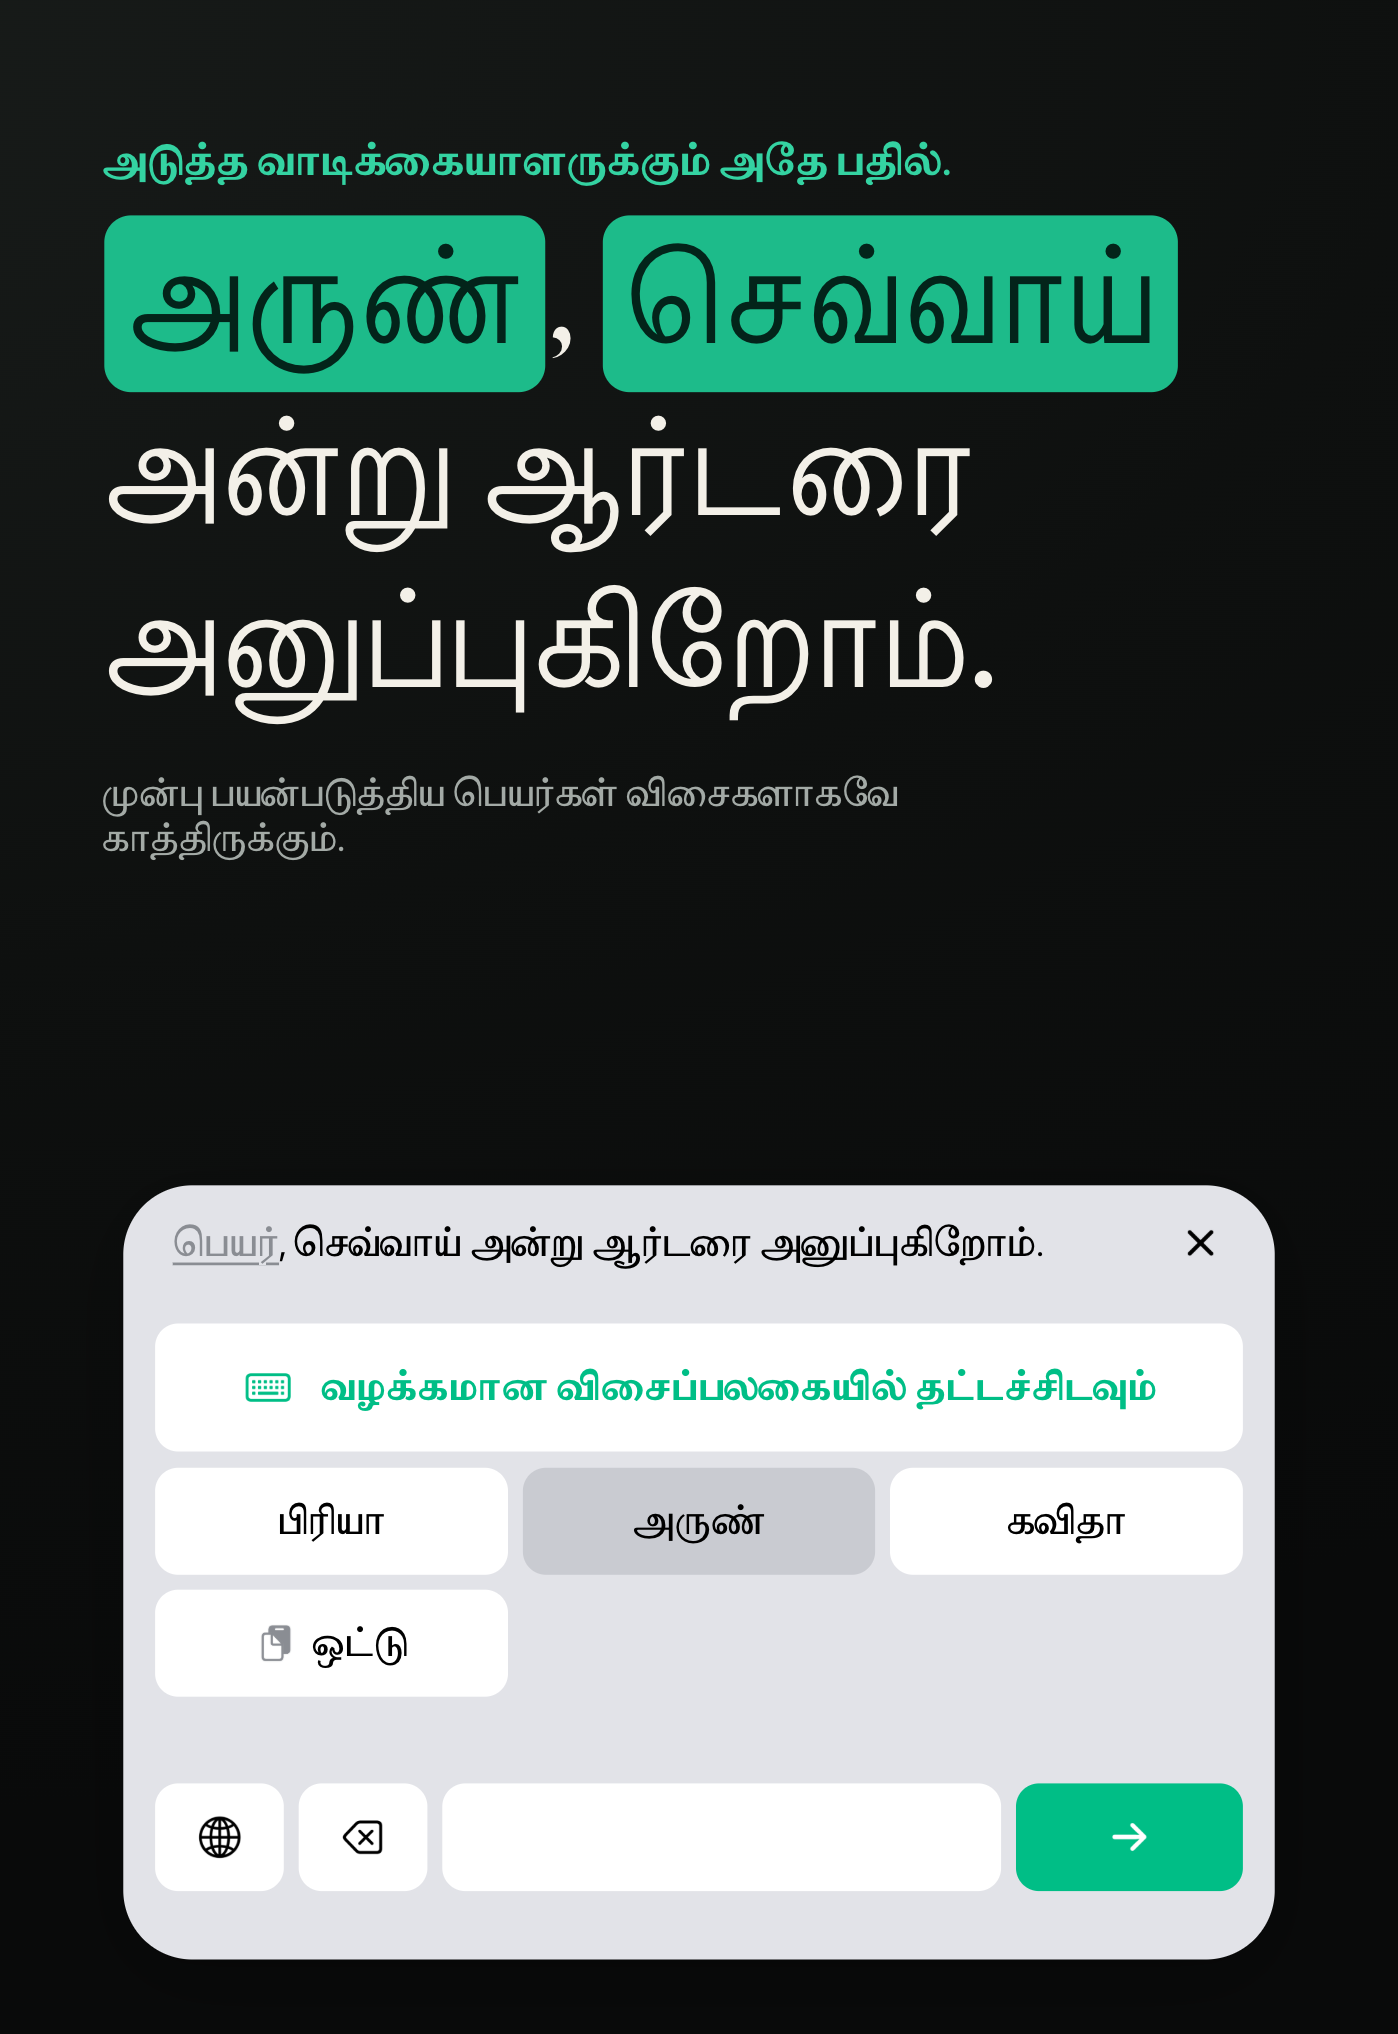 அடுத்த வாடிக்கையாளருக்கும் அதே பதில்.
அருண், செவ்வாய்
அன்று ஆர்டரை
அனுப்புகிறோம்.
முன்பு பயன்படுத்திய பெயர்கள் விசைகளாகவே
காத்திருக்கும்.
பெயர், செவ்வாய் அன்று ஆர்டரை அனுப்புகிறோம்.
வழக்கமான விசைப்பலகையில் தட்டச்சிடவும்
பிரியா அருண் கவிதா
ஒட்டு